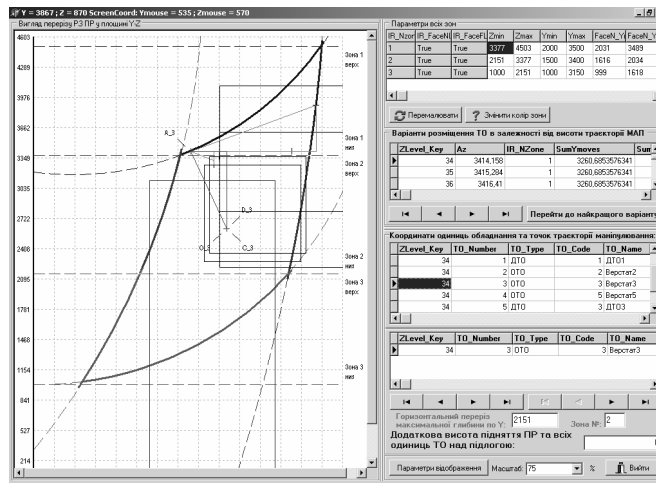 Y = 3867 ; Z = 870 ScreenCoord: Ymouse = 535 ; Zmouse = 570
Вигляд перерізу РЗ ПР у площині Y-Z
4603
4289
3976
3662
3349
3035
2722
2408
2095
1781
1468
1154
841
527
214
Зона 1
верх
Зона 1
низ
Зона 2
верх
Зона 2
низ
Зона 3
верх
Зона 3
низ
A_3
D_3
C_3
Параметри всіх зон
Zmin Zmax Ymin Ymax
1 True True 3377 4503 2000 3500 2031 3489
2 True True 2151 3377 1500 3400 1616 2034
3 True True 1000 2151 1000 3150 999 1618
Перемалювати
Змінити колір зони
Варіанти розміщення ТО в залежності від висоти траєкторії МАП
ZLevel_Key Az IR_NZone SumYmoves
34 3414,158 1 3260,6853576341
35 3415,284 1 3260,6853576341
36 3416,41 1 3260,6853576341
Перейти до найкращого варіанту
Координати одиниць обладнання та точок траєкторії маніпулювання:
ZLevel_Key TO_Number TO_Type TO_Code TO_Name
34 1 ДТО 1 ДТО1
34 2 ОТО 2 Верстат2
34 3 ОТО 3 Верстат3
34 4 ОТО 5 Верстат5
34 5 ДТО 3 ДТО3
ZLevel_Key TO_Number TO_Type TO_Code TO_Name
34 3 ОТО 3 Верстат3
Горизонтальний переріз
максимальної глибини по Y: 2151 Зона №: 2
Додаткова висота підняття ПР та всіх
одиниць ТО над підлогою:
Параметри відображення Масштаб: 75 % Вийти